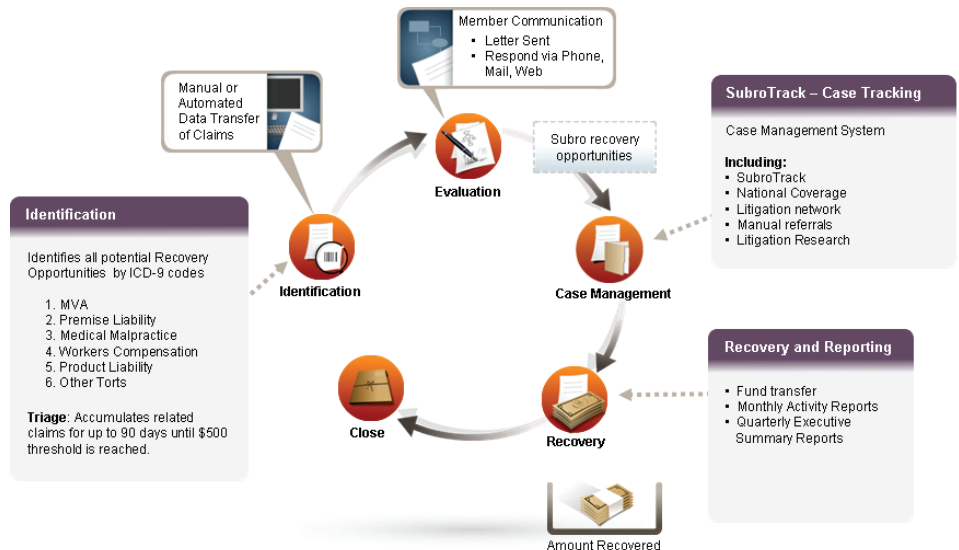 Member Communication
▪ Letter Sent
▪ Respond via Phone,
Mail, Web
Manual or
Automated
Data Transfer
of Claims
Evaluation
Subro recovery
opportunities
SubroTrack – Case Tracking
Case Management System
Including:
▪ SubroTrack
▪ National Coverage
▪ Litigation network
▪ Manual referrals
▪ Litigation Research
Identification
Identifies all potential Recovery
Opportunities by ICD-9 codes
1. MVA
2. Premise Liability
3. Medical Malpractice
4. Workers Compensation
5. Product Liability
6. Other Torts
Triage: Accumulates related
claims for up to 90 days until $500
threshold is reached.
Identification
Case Management
Recovery and Reporting
▪ Fund transfer
▪ Monthly Activity Reports
▪ Quarterly Executive
Summary Reports
Close
Recovery
Amount Recovered